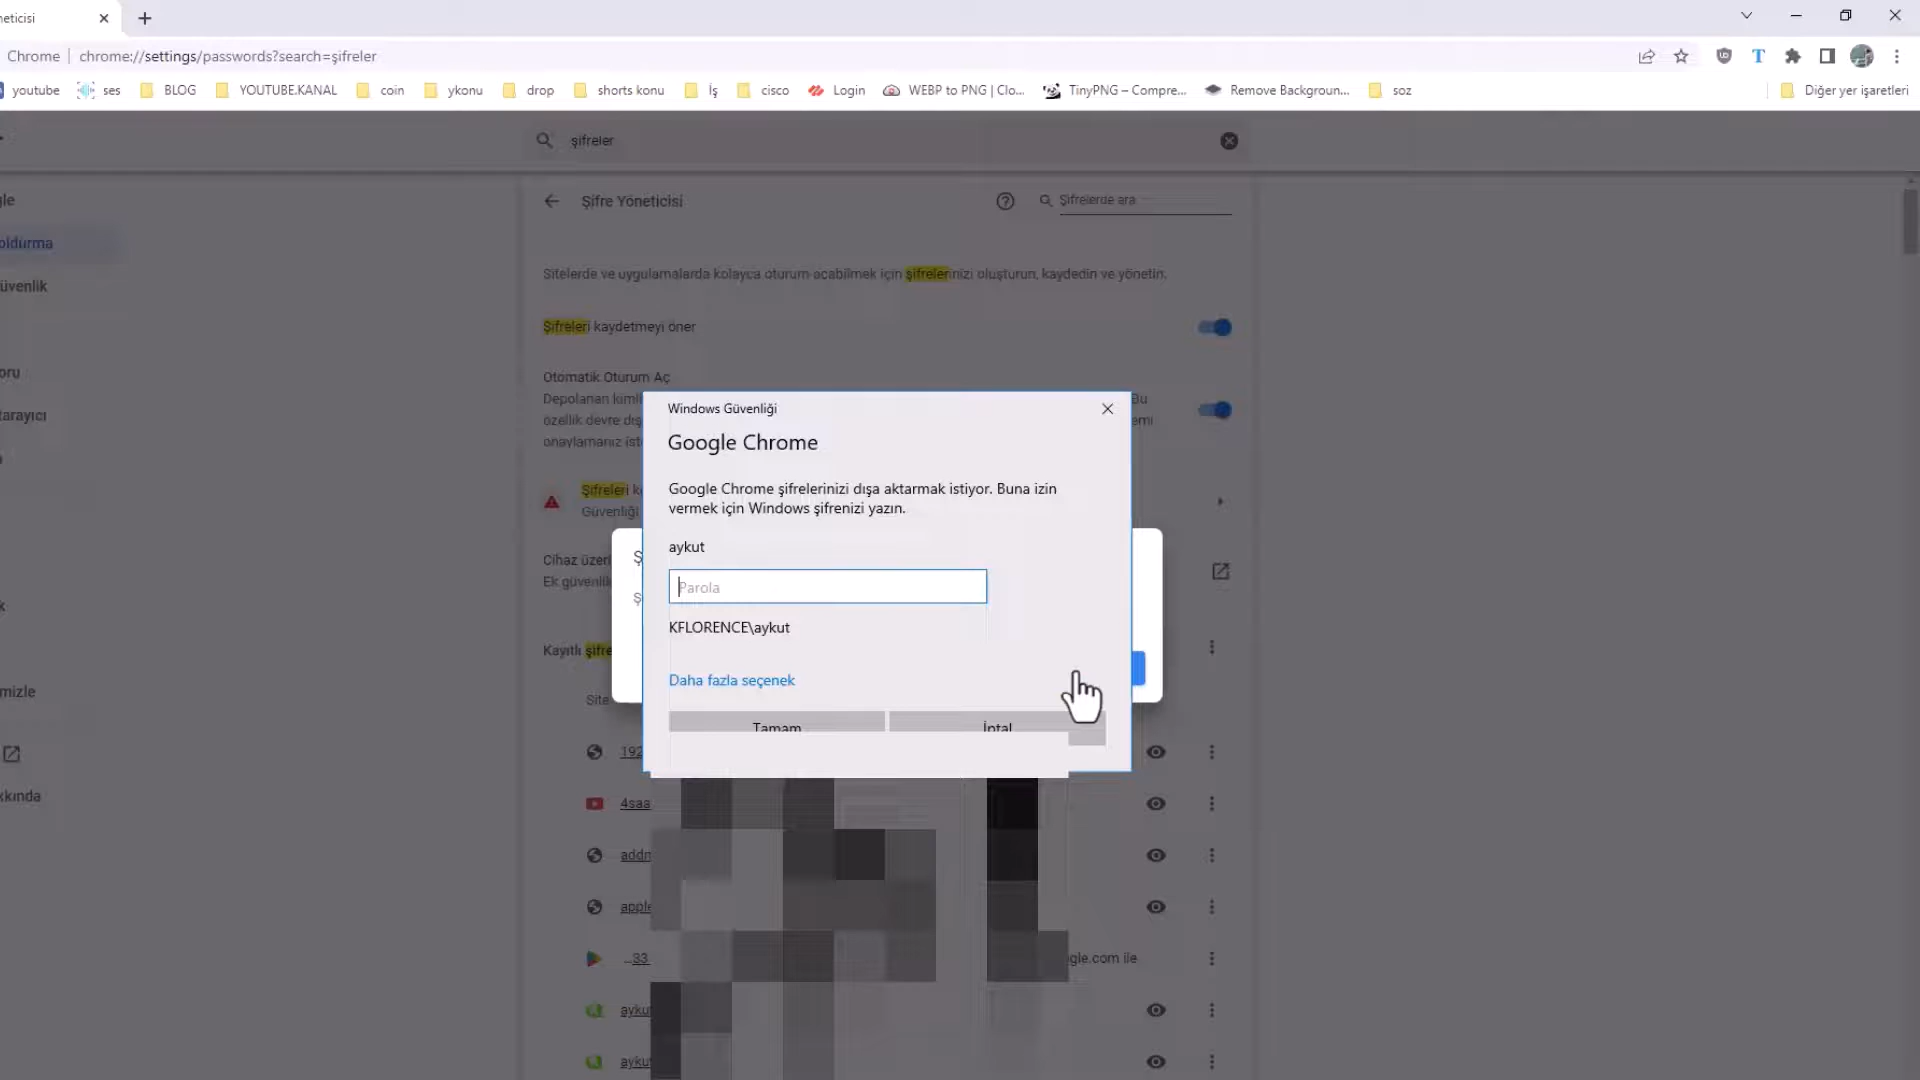 neticisi
Chrome
chrome://settings/passwords?search=şifreler
youtube
ses
BLOG
YOUTUBE.KANAL
coin
ykonu
drop
shorts konu
İş
cisco
Login
WEBP to PNG | Clo...
TinyPNG – Compre...
Remove Backgroun...
soz
Diğer yer işaretleri
şifreler
gle
Şifre Yöneticisi
Şifrelerde ara
oldurma
Sitelerde ve uygulamalarda kolayca oturum açabilmek için şifrelerinizi oluşturun, kaydedin ve yönetin.
üvenlik
Şifreleri kaydetmeyi öner
oru
Otomatik Oturum Aç
Depolanan kimli
Bu
özellik devre dış
emi
onaylamanız iste
tarayıcı
Windows Güvenliği
Google Chrome
Google Chrome şifrelerinizi dışa aktarmak istiyor. Buna izin
vermek için Windows şifrenizi yazın.
aykut
Parola
KFLORENCE\aykut
Daha fazla seçenek
Tamam
İptal
Şifreleri k
Güvenliği
Cihaz üzeri
Ek güvenlik
Ş
Ş
k
Kayıtlı şifre
mizle
Site
192
kkında
4saa
addn
apple
...33
gle.com ile
aykut
aykut